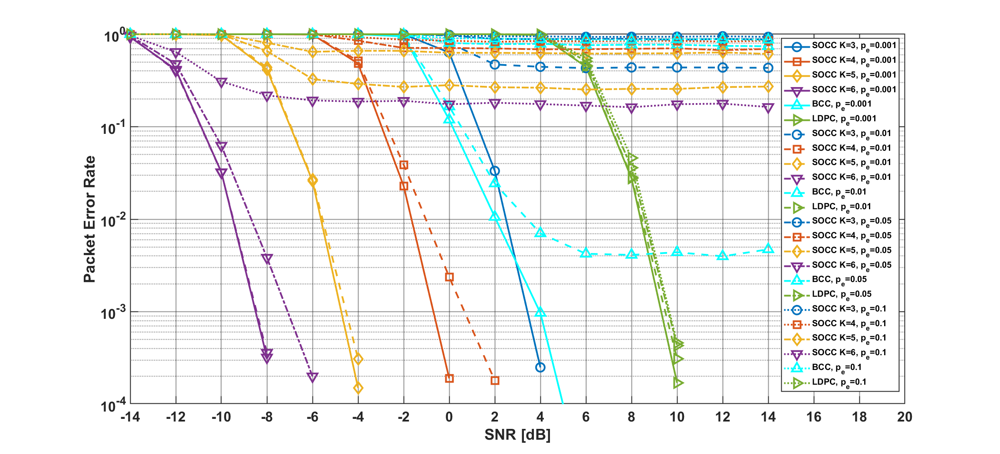 10^0
10^-1
10^-2
10^-3
10^-4
Packet Error Rate
-14 -12 -10 -8 -6 -4 -2 0 2 4 6 8 10 12 14 16 18 20
SNR [dB]
SOCC K=3, p_e=0.001
SOCC K=4, p_e=0.001
SOCC K=5, p_e=0.001
SOCC K=6, p_e=0.001
BCC, p_e=0.001
LDPC, p_e=0.001
SOCC K=3, p_e=0.01
SOCC K=4, p_e=0.01
SOCC K=5, p_e=0.01
SOCC K=6, p_e=0.01
BCC, p_e=0.01
LDPC, p_e=0.01
SOCC K=3, p_e=0.05
SOCC K=4, p_e=0.05
SOCC K=5, p_e=0.05
SOCC K=6, p_e=0.05
BCC, p_e=0.05
LDPC, p_e=0.05
SOCC K=3, p_e=0.1
SOCC K=4, p_e=0.1
SOCC K=5, p_e=0.1
SOCC K=6, p_e=0.1
BCC, p_e=0.1
LDPC, p_e=0.1